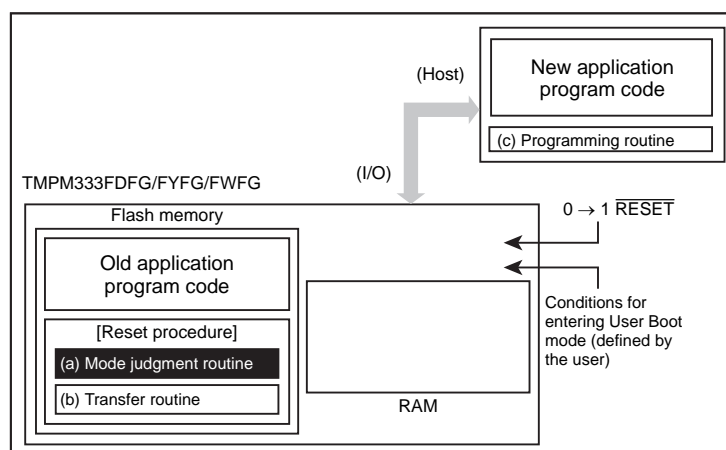 (Host)
New application
program code
(c) Programming routine
(I/O)
TMPM333FDFG/FYFG/FWFG
Flash memory
0 → 1 RESET
Old application
program code
[Reset procedure]
(a) Mode judgment routine
(b) Transfer routine
RAM
Conditions for
entering User Boot
mode (defined by
the user)